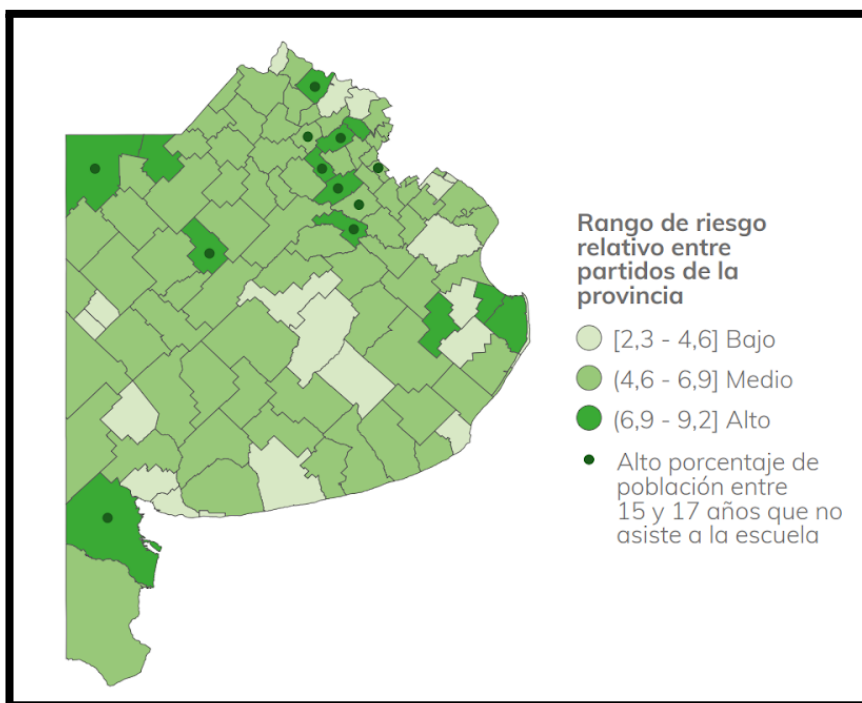 Rango de riesgo
relativo entre
partidos de la
provincia
[2,3 - 4,6] Bajo
(4,6 - 6,9] Medio
(6,9 - 9,2] Alto
Alto porcentaje de
población entre
15 y 17 años que no
asiste a la escuela